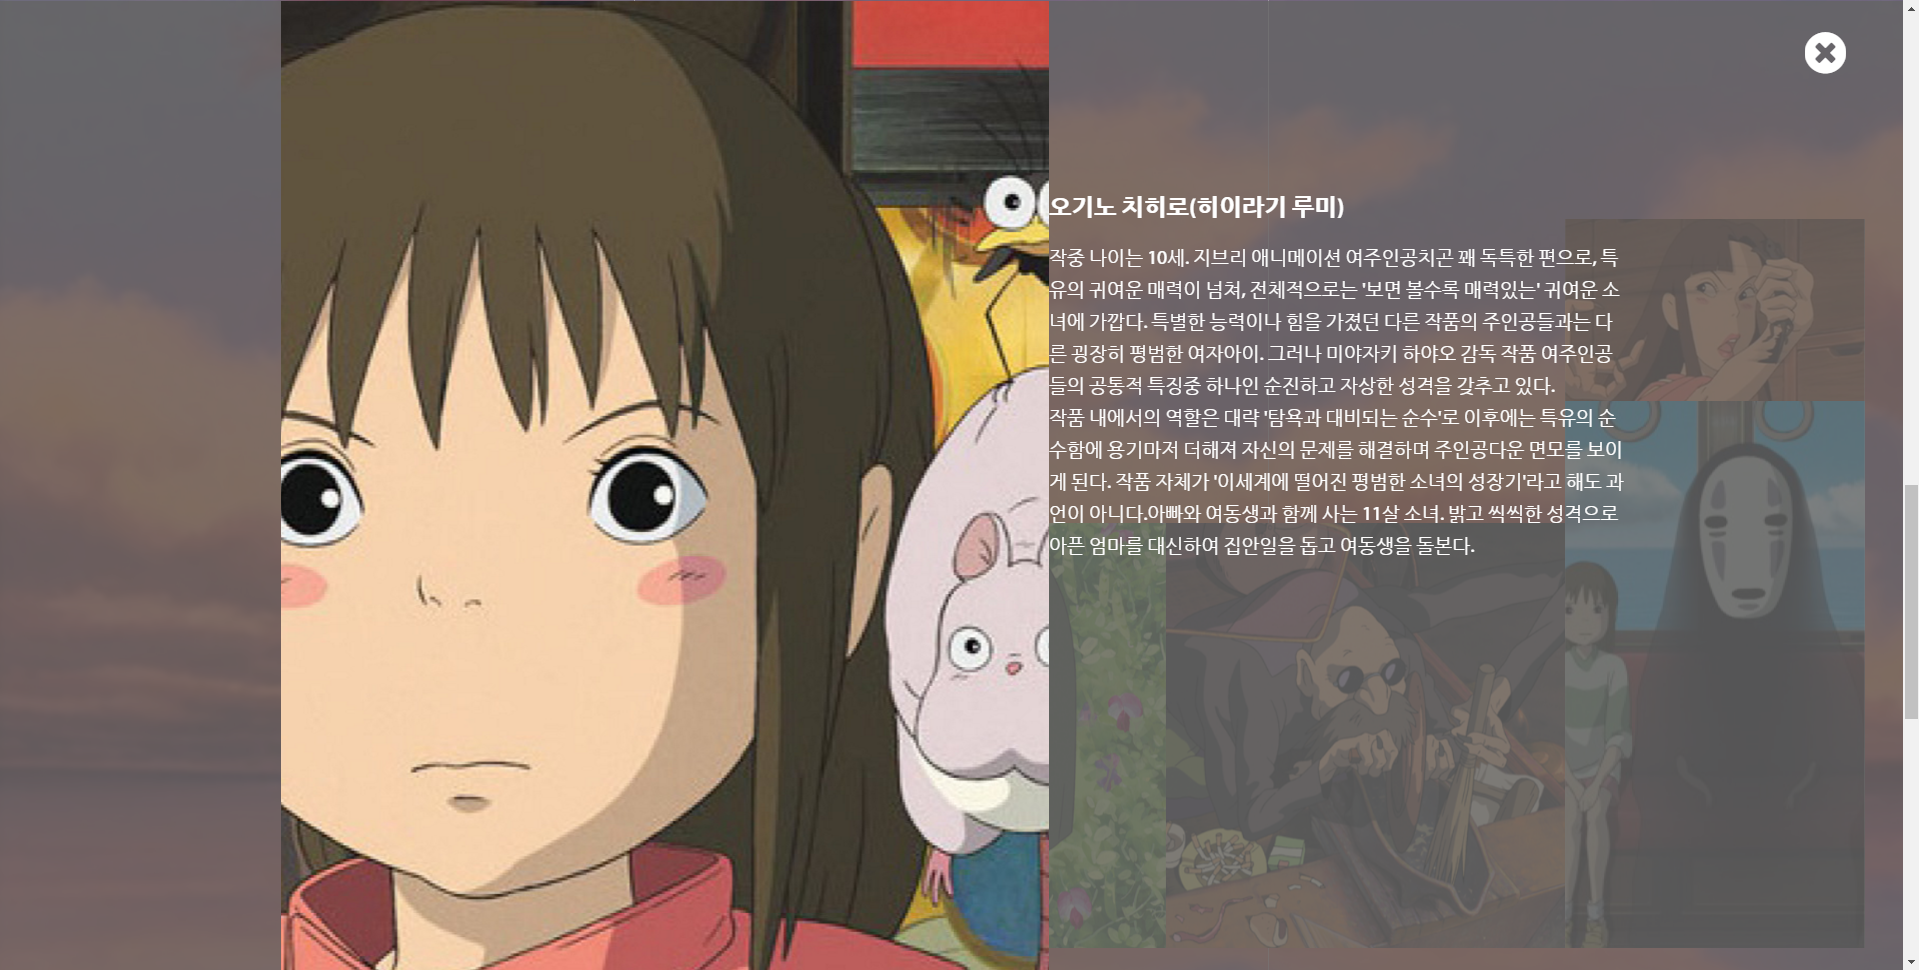 오기노 치히로(히이라기 루미)
작중 나이는 10세. 지브리 애니메이션 여주인공치곤 꽤 독특한 편으로, 특
유의 귀여운 매력이 넘쳐, 전체적으로는 '보면 볼수록 매력있는' 귀여운 소
녀에 가깝다. 특별한 능력이나 힘을 가졌던 다른 작품의 주인공들과는 다
른 굉장히 평범한 여자아이. 그러나 미야자키 하야오 감독 작품 여주인공
들의 공통적 특징중 하나인 순진하고 자상한 성격을 갖추고 있다.
작품 내에서의 역할은 대략 '탐욕과 대비되는 순수'로 이후에는 특유의 순
수함에 용기마저 더해져 자신의 문제를 해결하며 주인공다운 면모를 보이
게 된다. 작품 자체가 '이세계에 떨어진 평범한 소녀의 성장기'라고 해도 과
언이 아니다.아빠와 여동생과 함께 사는 11살 소녀. 밝고 씩씩한 성격으로
아픈 엄마를 대신하여 집안일을 돕고 여동생을 돌본다.